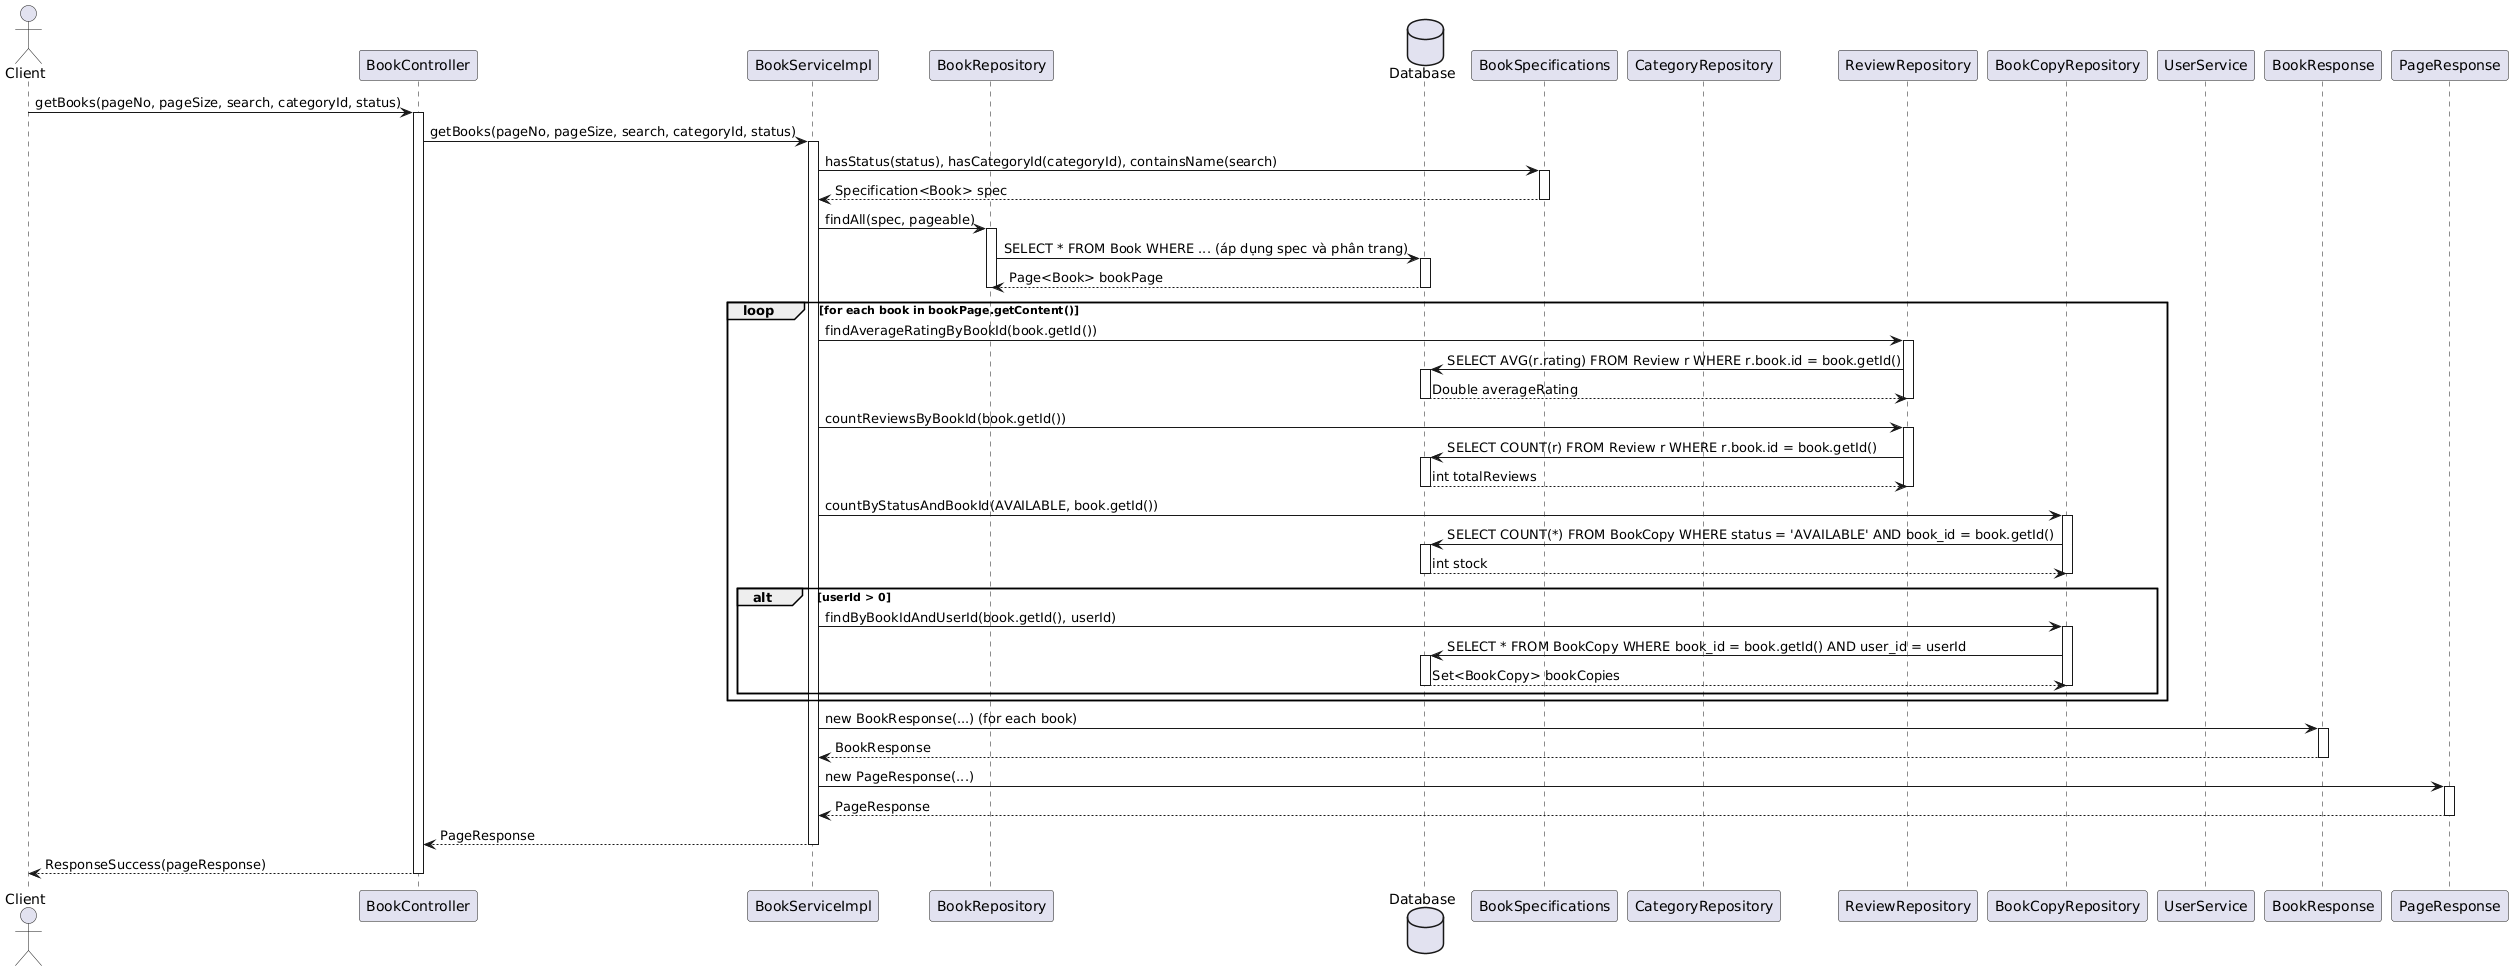 Client
BookController
BookServiceImpl
BookRepository
Database
BookSpecifications
CategoryRepository
ReviewRepository
BookCopyRepository
UserService
BookResponse
PageResponse
getBooks(pageNo, pageSize, search, categoryId, status)
getBooks(pageNo, pageSize, search, categoryId, status)
hasStatus(status), hasCategoryId(categoryId), containsName(search)
Specification<Book> spec
findAll(spec, pageable)
SELECT * FROM Book WHERE ... (áp dụng spec và phân trang)
Page<Book> bookPage
loop [for each book in bookPage.getContent()]
findAverageRatingByBookId(book.getId())
SELECT AVG(r.rating) FROM Review r WHERE r.book.id = book.getId()
Double averageRating
countReviewsByBookId(book.getId())
SELECT COUNT(r) FROM Review r WHERE r.book.id = book.getId()
int totalReviews
countByStatusAndBookId(AVAILABLE, book.getId())
SELECT COUNT(*) FROM BookCopy WHERE status = 'AVAILABLE' AND book_id = book.getId()
int stock
alt [userId > 0]
findByBookIdAndUserId(book.getId(), userId)
SELECT * FROM BookCopy WHERE book_id = book.getId() AND user_id = userId
Set<BookCopy> bookCopies
new BookResponse(...) (for each book)
BookResponse
new PageResponse(...)
PageResponse
PageResponse
ResponseSuccess(pageResponse)
Client
BookController
BookServiceImpl
BookRepository
Database
BookSpecifications
CategoryRepository
ReviewRepository
BookCopyRepository
UserService
BookResponse
PageResponse